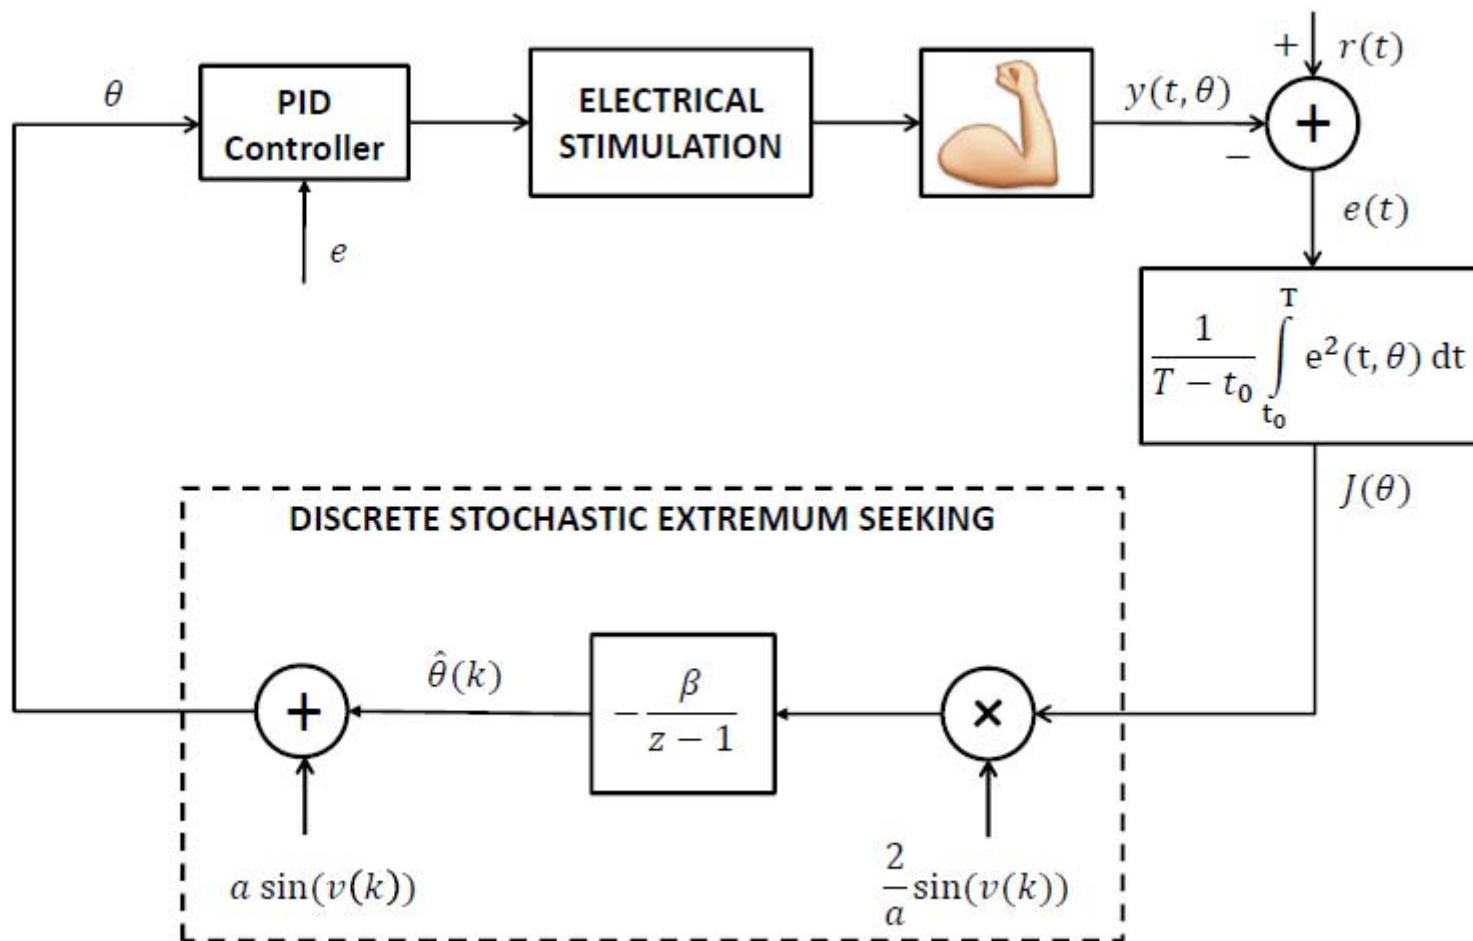 θ
PID
Controller
e
ELECTRICAL
STIMULATION
y(t, θ)
+
r(t)
+
−
e(t)
1
T − t₀
T
∫
t₀
e²(t, θ) dt
J(θ)
DISCRETE STOCHASTIC EXTREMUM SEEKING
+
θ̂(k)
− β
z − 1
×
a sin(v(k))
2
a
sin(v(k))